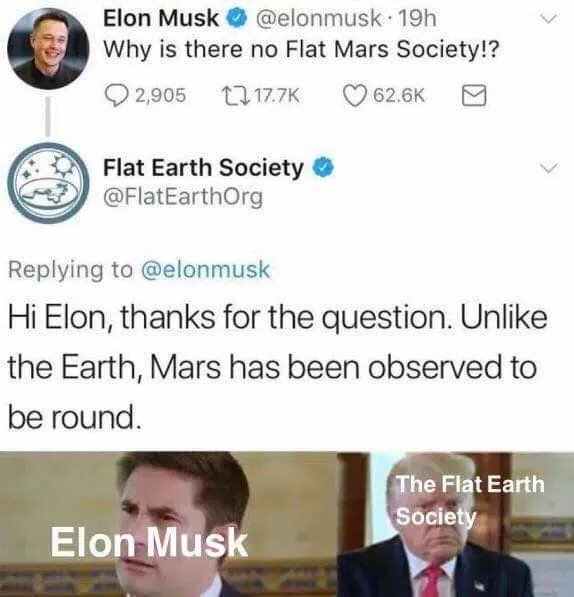 Elon Musk @elonmusk · 19h
Why is there no Flat Mars Society!?
2,905 17.7K 62.6K
Flat Earth Society
@FlatEarthOrg
Replying to @elonmusk
Hi Elon, thanks for the question. Unlike
the Earth, Mars has been observed to
be round.
The Flat Earth
Society
Elon Musk